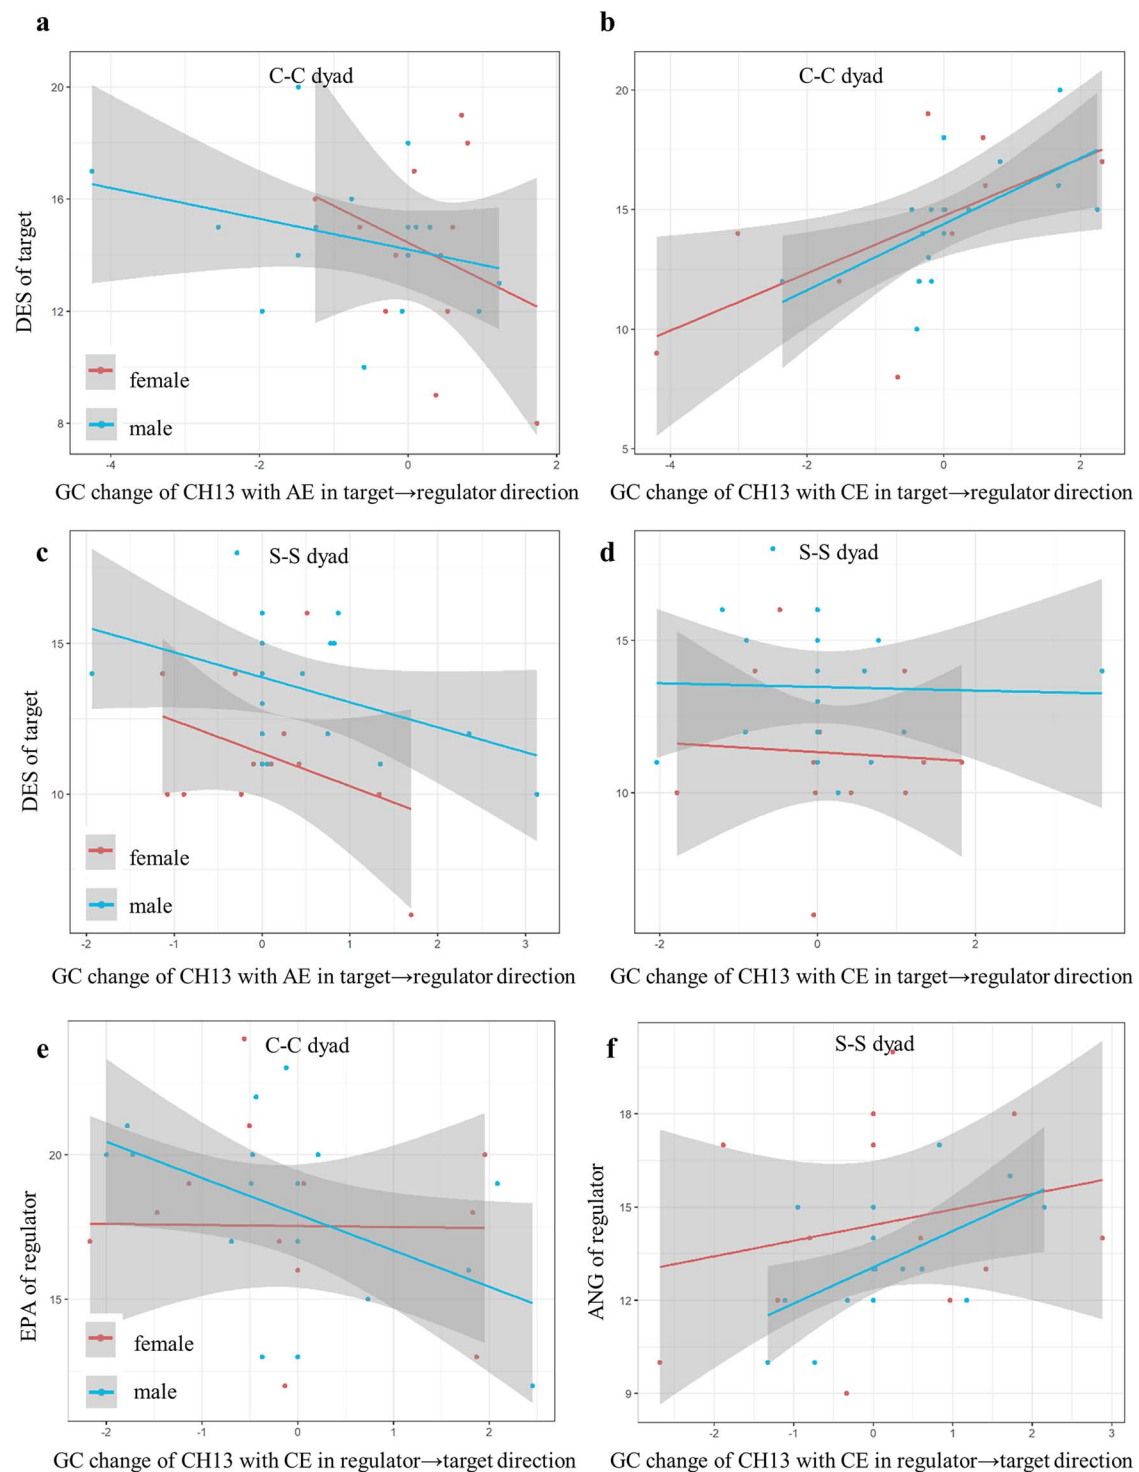 a
C-C dyad
DES of target
20
16
12
8
female
male
-4
-2
0
2
GC change of CH13 with AE in target→regulator direction
b
C-C dyad
20
15
10
5
-4
-2
0
2
GC change of CH13 with CE in target→regulator direction
c
S-S dyad
DES of target
15
10
female
male
-2
-1
0
1
2
3
GC change of CH13 with AE in target→regulator direction
d
S-S dyad
15
10
-2
0
2
GC change of CH13 with CE in target→regulator direction
e
C-C dyad
EPA of regulator
20
15
female
male
-2
-1
0
1
2
GC change of CH13 with CE in regulator→target direction
f
S-S dyad
ANG of regulator
18
15
12
9
-2
-1
0
1
2
3
GC change of CH13 with CE in regulator→target direction